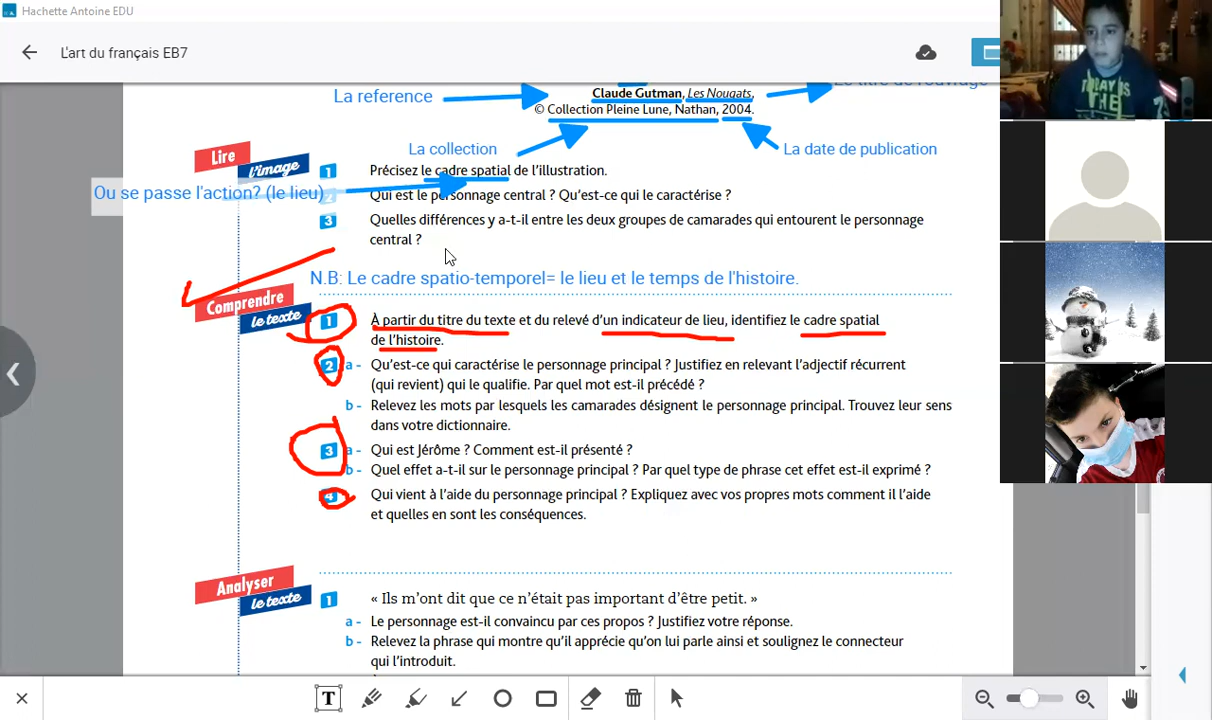 Hachette Antoine EDU
L'art du français EB7
La reference
Claude Gutman, Les Nougats,
© Collection Pleine Lune, Nathan, 2004.
La collection
La date de publication
Lire
l'image
1 Précisez le cadre spatial de l'illustration.
Ou se passe l'action? (le lieu)
2 Qui est le personnage central ? Qu'est-ce qui le caractérise ?
3 Quelles différences y a-t-il entre les deux groupes de camarades qui entourent le personnage
central ?
N.B: Le cadre spatio-temporel= le lieu et le temps de l'histoire.
Comprendre
le texte
1 À partir du titre du texte et du relevé d'un indicateur de lieu, identifiez le cadre spatial
de l'histoire.
2 a - Qu'est-ce qui caractérise le personnage principal ? Justifiez en relevant l'adjectif récurrent
(qui revient) qui le qualifie. Par quel mot est-il précédé ?
b - Relevez les mots par lesquels les camarades désignent le personnage principal. Trouvez leur sens
dans votre dictionnaire.
3 a - Qui est Jérôme ? Comment est-il présenté ?
b - Quel effet a-t-il sur le personnage principal ? Par quel type de phrase cet effet est-il exprimé ?
4 Qui vient à l'aide du personnage principal ? Expliquez avec vos propres mots comment il l'aide
et quelles en sont les conséquences.
Analyser
le texte
1 « Ils m'ont dit que ce n'était pas important d'être petit. »
a - Le personnage est-il convaincu par ces propos ? Justifiez votre réponse.
b - Relevez la phrase qui montre qu'il apprécie qu'on lui parle ainsi et soulignez le connecteur
qui l'introduit.
T